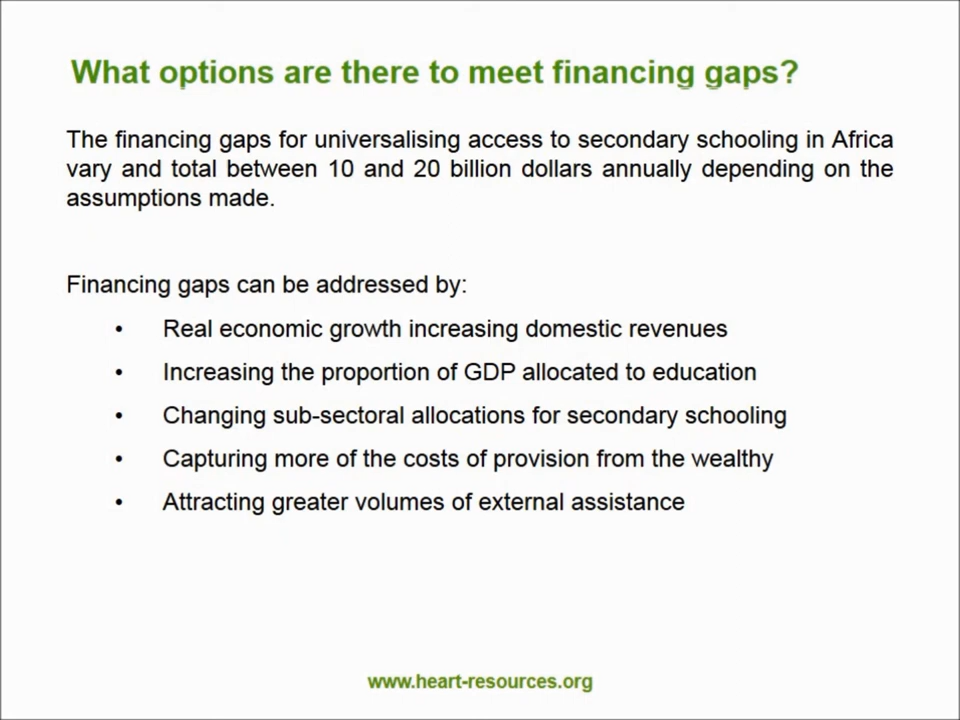 What options are there to meet financing gaps?
The financing gaps for universalising access to secondary schooling in Africa
vary and total between 10 and 20 billion dollars annually depending on the
assumptions made.
Financing gaps can be addressed by:
• Real economic growth increasing domestic revenues
• Increasing the proportion of GDP allocated to education
• Changing sub-sectoral allocations for secondary schooling
• Capturing more of the costs of provision from the wealthy
• Attracting greater volumes of external assistance
www.heart-resources.org